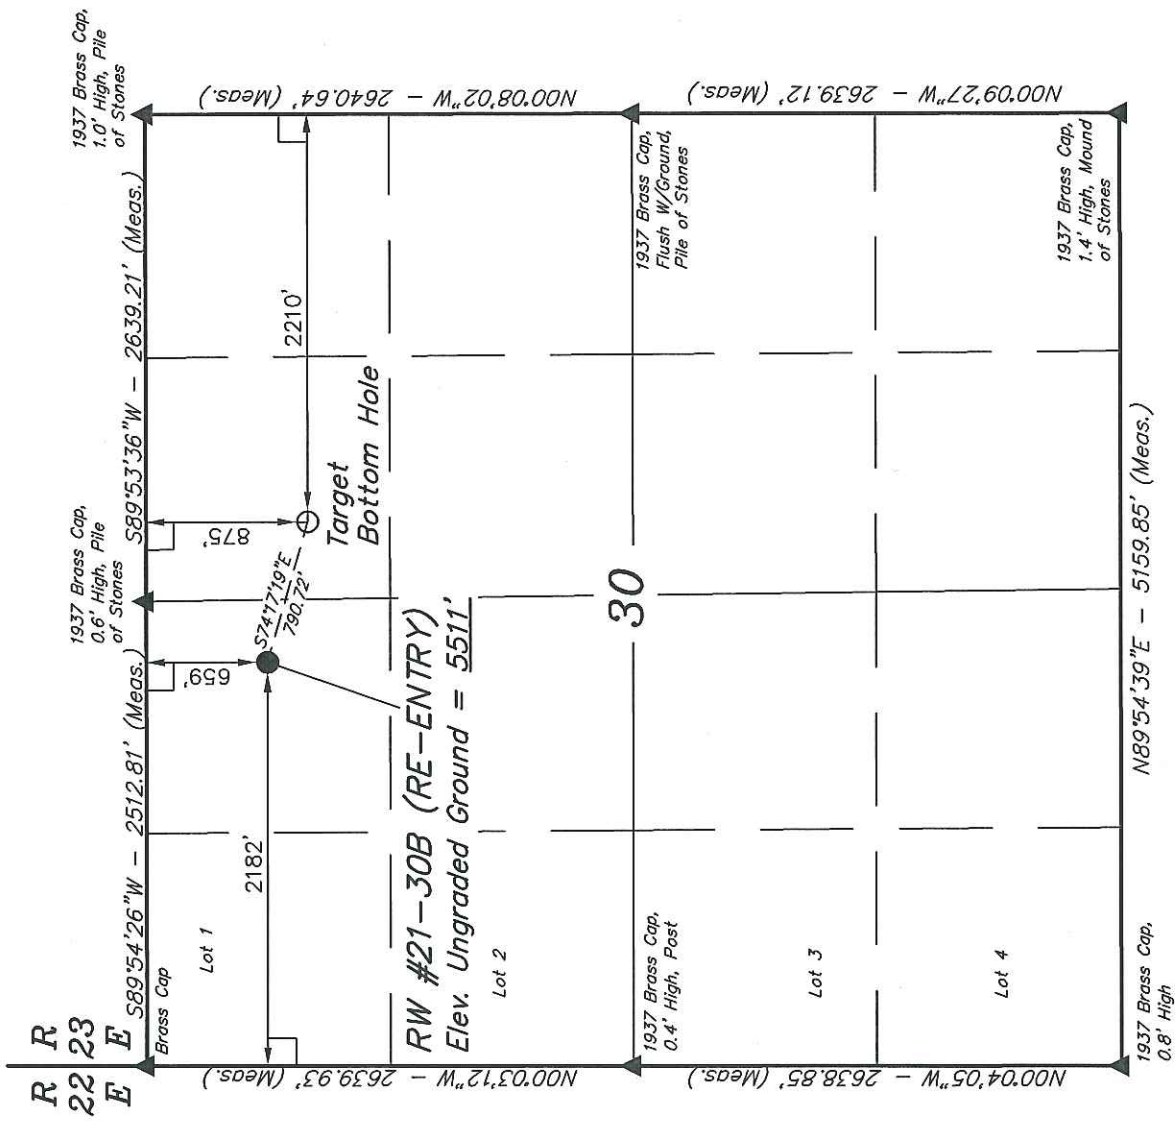 R R
22 23
E E
S89°54'26"W – 2512.81' (Meas.)
1937 Brass Cap,
0.6' High, Pile
of Stones
S89°53'36"W – 2639.21' (Meas.)
1937 Brass Cap,
1.0' High, Pile
of Stones
Brass Cap
Lot 1
2182'
659'
S74°17'19"E
790.72'
875'
2210'
Target
Bottom Hole
N00°03'12"W – 2639.93' (Meas.)
N00°08'02"W – 2640.64' (Meas.)
RW #21–30B (RE–ENTRY)
Elev. Ungraded Ground = 5511'
Lot 2
30
1937 Brass Cap,
0.4' High, Post
1937 Brass Cap,
Flush W/Ground,
Pile of Stones
N00°04'05"W – 2638.85' (Meas.)
N00°09'27"W – 2639.12' (Meas.)
Lot 3
Lot 4
1937 Brass Cap,
1.4' High, Mound
of Stones
1937 Brass Cap,
0.8' High
N89°54'39"E – 5159.85' (Meas.)